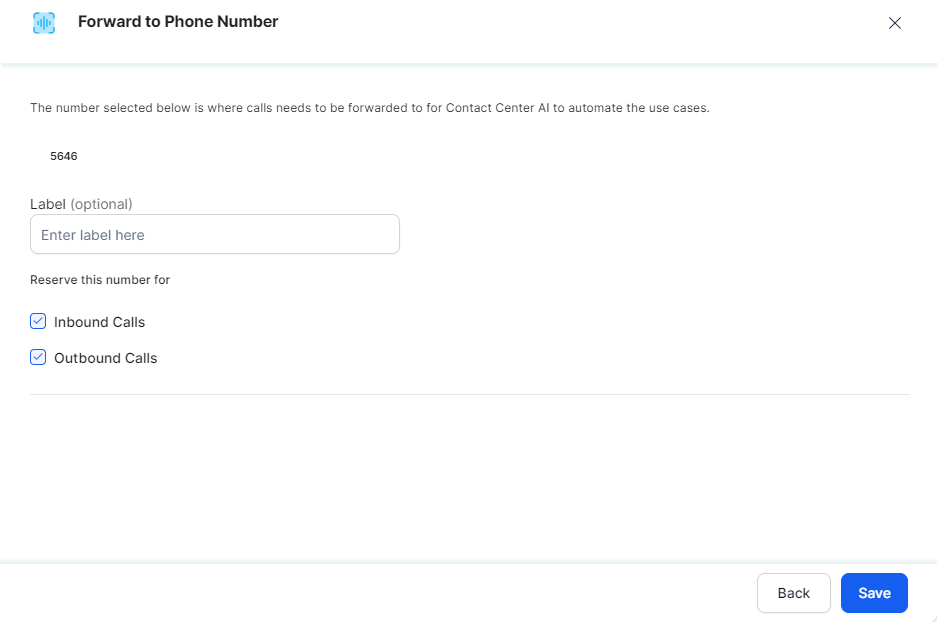 Forward to Phone Number
The number selected below is where calls needs to be forwarded to for Contact Center AI to automate the use cases.
5646
Label (optional)
Enter label here
Reserve this number for
Inbound Calls
Outbound Calls
Back
Save